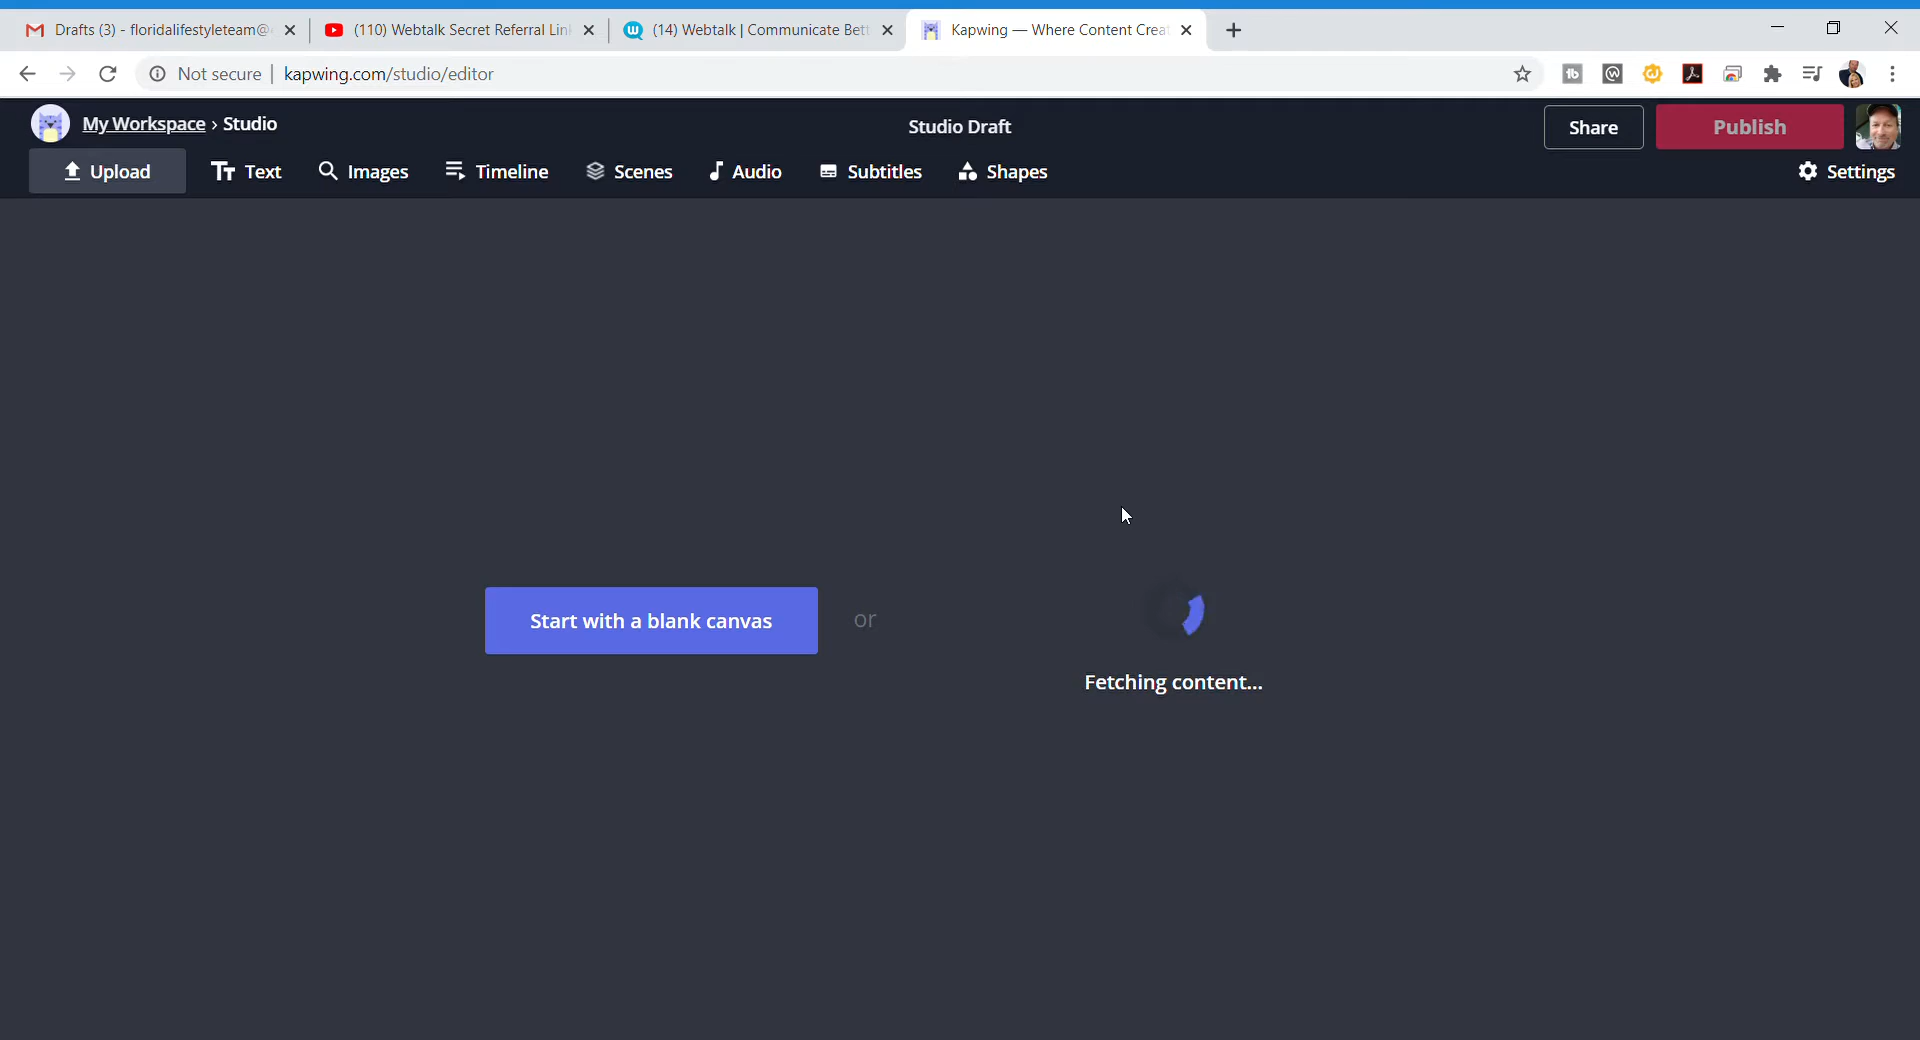 Drafts (3) - floridalifestyleteam@
(110) Webtalk Secret Referral Lin
(14) Webtalk | Communicate Bett
Kapwing — Where Content Creat
Not secure | kapwing.com/studio/editor
My Workspace › Studio
Studio Draft
Share
Publish
Upload
Text
Images
Timeline
Scenes
Audio
Subtitles
Shapes
Settings
Start with a blank canvas
or
Fetching content...